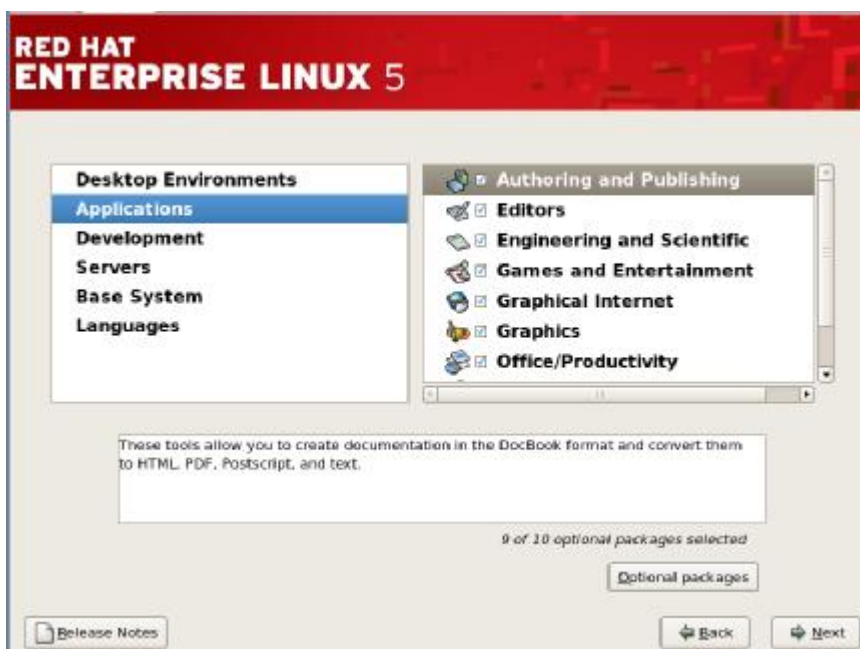 RED HAT
ENTERPRISE LINUX 5
Desktop Environments
Applications
Development
Servers
Base System
Languages
Authoring and Publishing
Editors
Engineering and Scientific
Games and Entertainment
Graphical Internet
Graphics
Office/Productivity
These tools allow you to create documentation in the DocBook format and convert them
to HTML, PDF, Postscript, and text.
9 of 10 optional packages selected
Optional packages
Release Notes
Back
Next